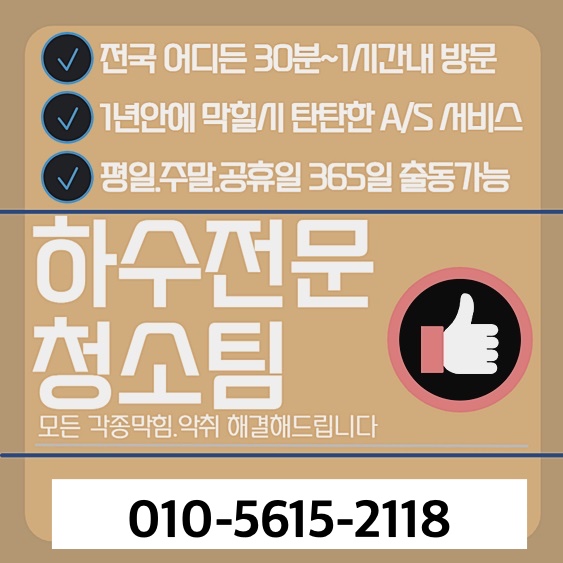 전국 어디든 30분~1시간내 방문
1년안에 막힐시 탄탄한 A/S 서비스
평일.주말.공휴일 365일 출동가능
하수전문
청소팀
모든 각종막힘.악취 해결해드립니다
010-5615-2118